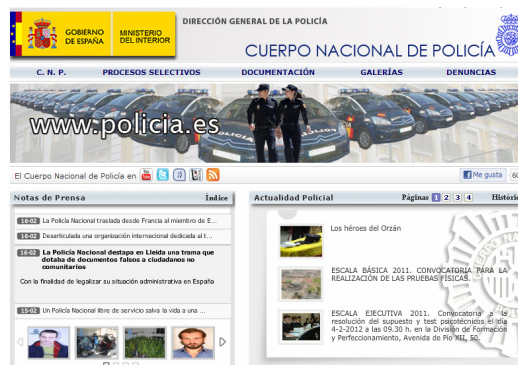 DIRECCIÓN GENERAL DE LA POLICÍA
GOBIERNO
DE ESPAÑA
MINISTERIO
DEL INTERIOR
CUERPO NACIONAL DE POLICÍA
C. N. P. PROCESOS SELECTIVOS DOCUMENTACIÓN GALERÍAS DENUNCIAS
www.policia.es
El Cuerpo Nacional de Policía en
Me gusta 60
Notas de Prensa Índice
16-02 La Policía Nacional traslada desde Francia al miembro de E...
16-02 Desarticulada una organización internacional dedicada al t...
16-02 La Policía Nacional destapa en Lleida una trama que
dotaba de documentos falsos a ciudadanos no
comunitarios
Con la finalidad de legalizar su situación administrativa en España
15-02 Un Policía Nacional libre de servicio salva la vida a una ...
Actualidad Policial Páginas 1 2 3 4 Históric
Los héroes del Orzán
ESCALA BÁSICA 2011. CONVOCATORIA PARA LA
REALIZACIÓN DE LAS PRUEBAS FÍSICAS.
ESCALA EJECUTIVA 2011. Convocatoria a la
resolución del supuesto y test psicotécnicos el día
4-2-2012 a las 09.30 h. en la División de Formación
y Perfeccionamiento, Avenida de Pío XII, 50.